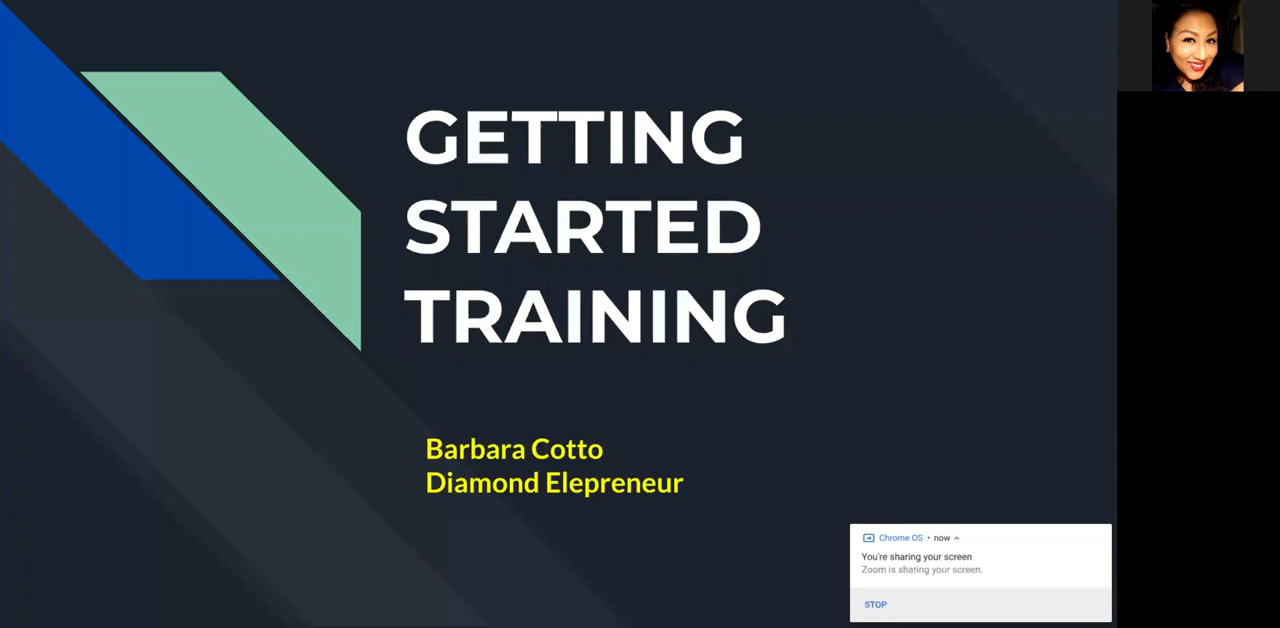 GETTING
STARTED
TRAINING
Barbara Cotto
Diamond Elepreneur
Chrome OS • now
You're sharing your screen
Zoom is sharing your screen.
STOP